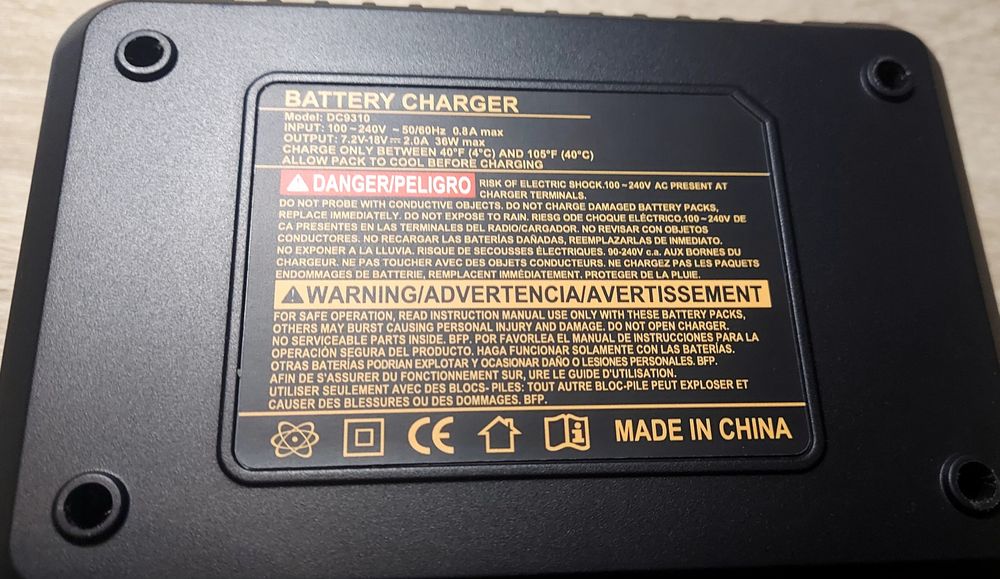 BATTERY CHARGER
Model: DC9310
INPUT: 100~240V ~50/60Hz 0.8A max
OUTPUT: 7.2V-18V⎓2.0A 36W max
CHARGE ONLY BETWEEN 40°F (4°C) AND 105°F (40°C)
ALLOW PACK TO COOL BEFORE CHARGING
DANGER/PELIGRO RISK OF ELECTRIC SHOCK.100~240V AC PRESENT AT
CHARGER TERMINALS.
DO NOT PROBE WITH CONDUCTIVE OBJECTS. DO NOT CHARGE DAMAGED BATTERY PACKS,
REPLACE IMMEDIATELY. DO NOT EXPOSE TO RAIN. RIESG ODE CHOQUE ELÉCTRICO.100~240V DE
CA PRESENTES EN LAS TERMINALES DEL RADIO/CARGADOR. NO REVISAR CON OBJETOS
CONDUCTORES. NO RECARGAR LAS BATERÍAS DAÑADAS, REEMPLAZARLAS DE INMEDIATO.
NO EXPONER A LA LLUVIA. RISQUE DE SECOUSSES ÉLECTRIQUES. 90-240V c.a. AUX BORNES DU
CHARGEUR. NE PAS TOUCHER AVEC DES OBJETS CONDUCTEURS. NE CHARGEZ PAS LES PAQUETS
ENDOMMAGES DE BATTERIE, REMPLACENT IMMÉDIATEMENT. PROTEGER DE LA PLUIE.
WARNING/ADVERTENCIA/AVERTISSEMENT
FOR SAFE OPERATION, READ INSTRUCTION MANUAL USE ONLY WITH THESE BATTERY PACKS,
OTHERS MAY BURST CAUSING PERSONAL INJURY AND DAMAGE. DO NOT OPEN CHARGER.
NO SERVICEABLE PARTS INSIDE. BFP. POR FAVORLEA EL MANUAL DE INSTRUCCIONES PARA LA
OPERACIÓN SEGURA DEL PRODUCTO. HAGA FUNCIONAR SOLAMENTE CON LAS BATERÍAS.
OTRAS BATERÍAS PODRIAN EXPLOTAR Y OCASIONAR DAÑO O LESIONES PERSONALES. BFP.
AFIN DE S'ASSURER DU FONCTIONNEMENT SUR, URE LE GUIDE D'UTILISATION.
UTILISER SEULEMENT AVEC DES BLOCS- PILES: TOUT AUTRE BLOC-PILE PEUT EXPLOSER ET
CAUSER DES BLESSURES OU DES DOMMAGES. BFP.
CE MADE IN CHINA